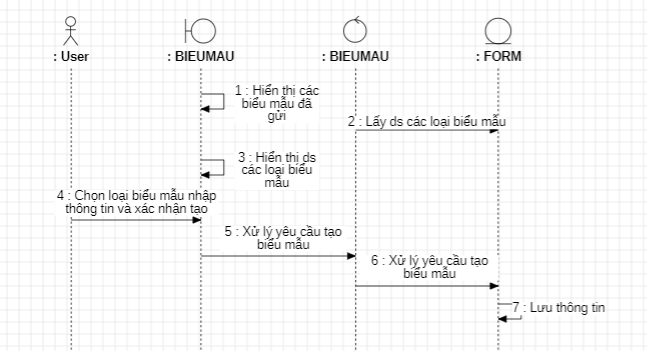 : User
: BIEUMAU
: BIEUMAU
: FORM
1 : Hiển thị các
biểu mẫu đã
gửi
2 : Lấy ds các loại biểu mẫu
3 : Hiển thị ds
các loại biểu
mẫu
4 : Chọn loại biểu mẫu nhập
thông tin và xác nhận tạo
5 : Xử lý yêu cầu tạo
biểu mẫu
6 : Xử lý yêu cầu tạo
biểu mẫu
7 : Lưu thông tin